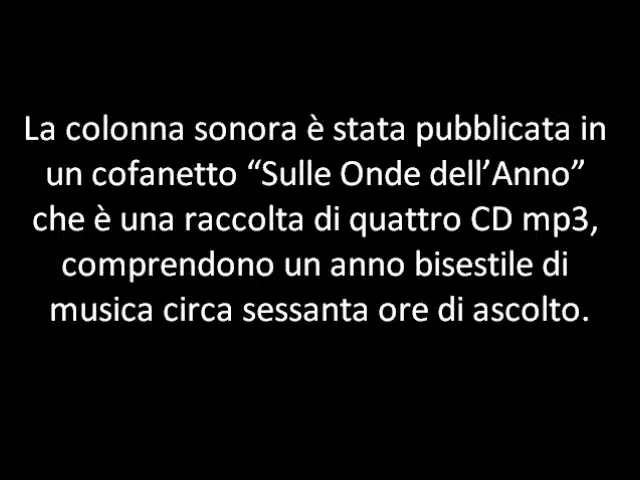 La colonna sonora è stata pubblicata in
un cofanetto “Sulle Onde dell’Anno”
che è una raccolta di quattro CD mp3,
comprendono un anno bisestile di
musica circa sessanta ore di ascolto.